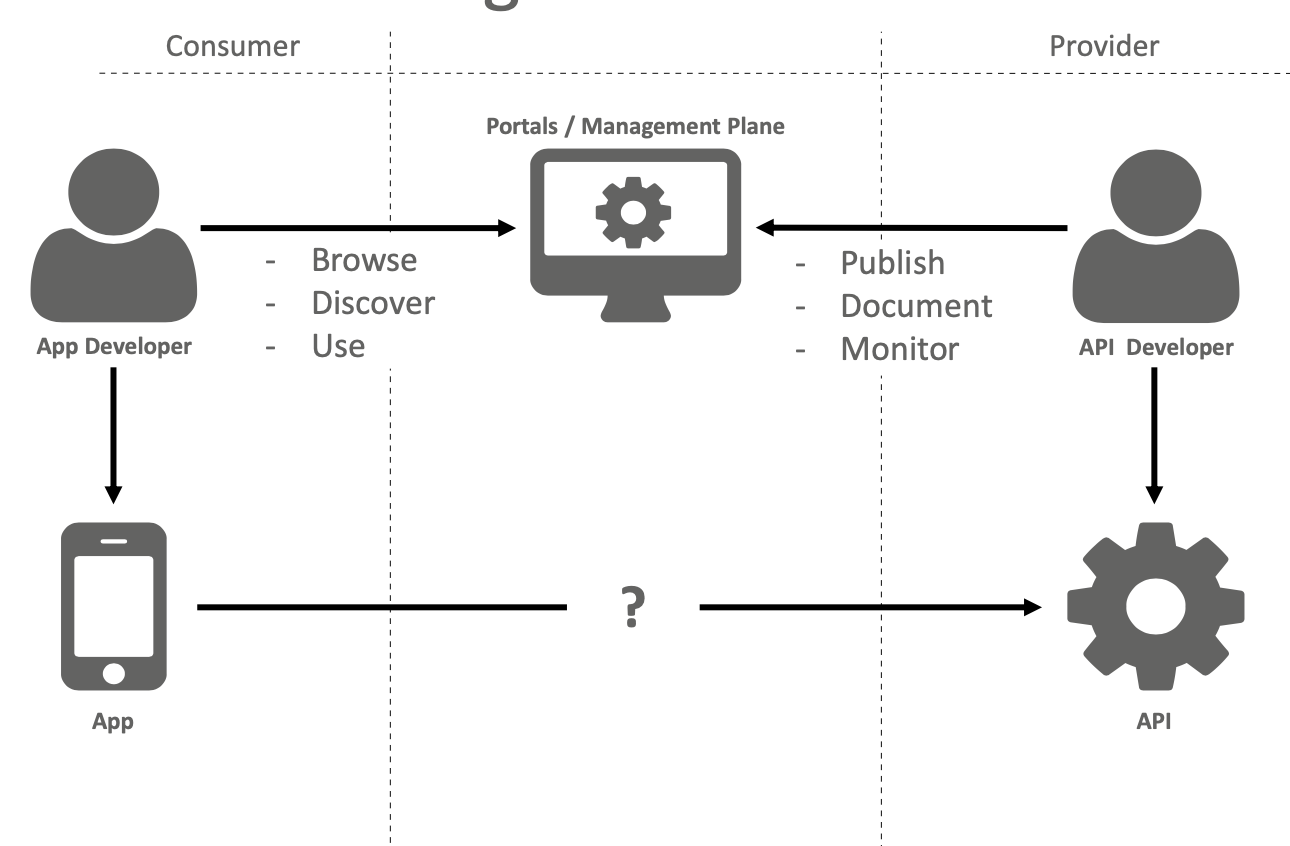 Consumer
Provider
Portals / Management Plane
- Browse
- Discover
- Use
- Publish
- Document
- Monitor
App Developer
API Developer
?
App
API